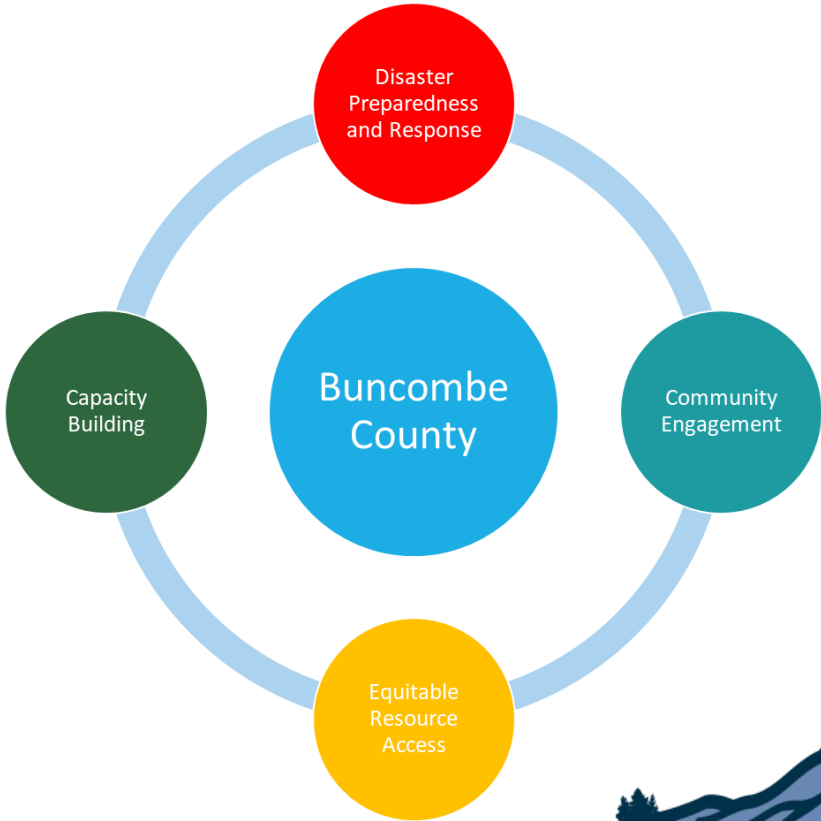 Disaster
Preparedness
and Response
Capacity
Building
Buncombe
County
Community
Engagement
Equitable
Resource
Access